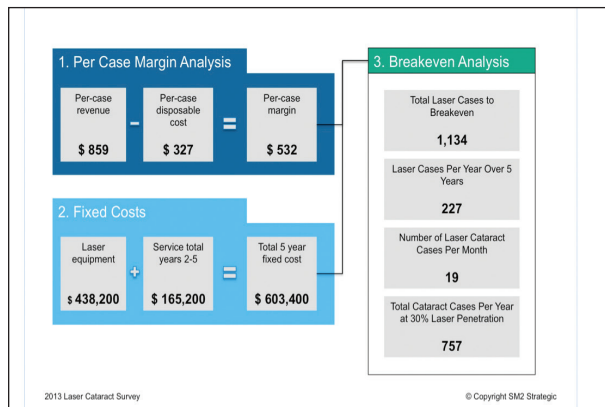 1. Per Case Margin Analysis
Per-case
revenue
$ 859
-
Per-case
disposable
cost
$ 327
=
Per-case
margin
$ 532
2. Fixed Costs
Laser
equipment
$ 438,200
+
Service total
years 2-5
$ 165,200
=
Total 5 year
fixed cost
$ 603,400
3. Breakeven Analysis
Total Laser Cases to
Breakeven
1,134
Laser Cases Per Year Over 5
Years
227
Number of Laser Cataract
Cases Per Month
19
Total Cataract Cases Per Year
at 30% Laser Penetration
757
2013 Laser Cataract Survey
© Copyright SM2 Strategic